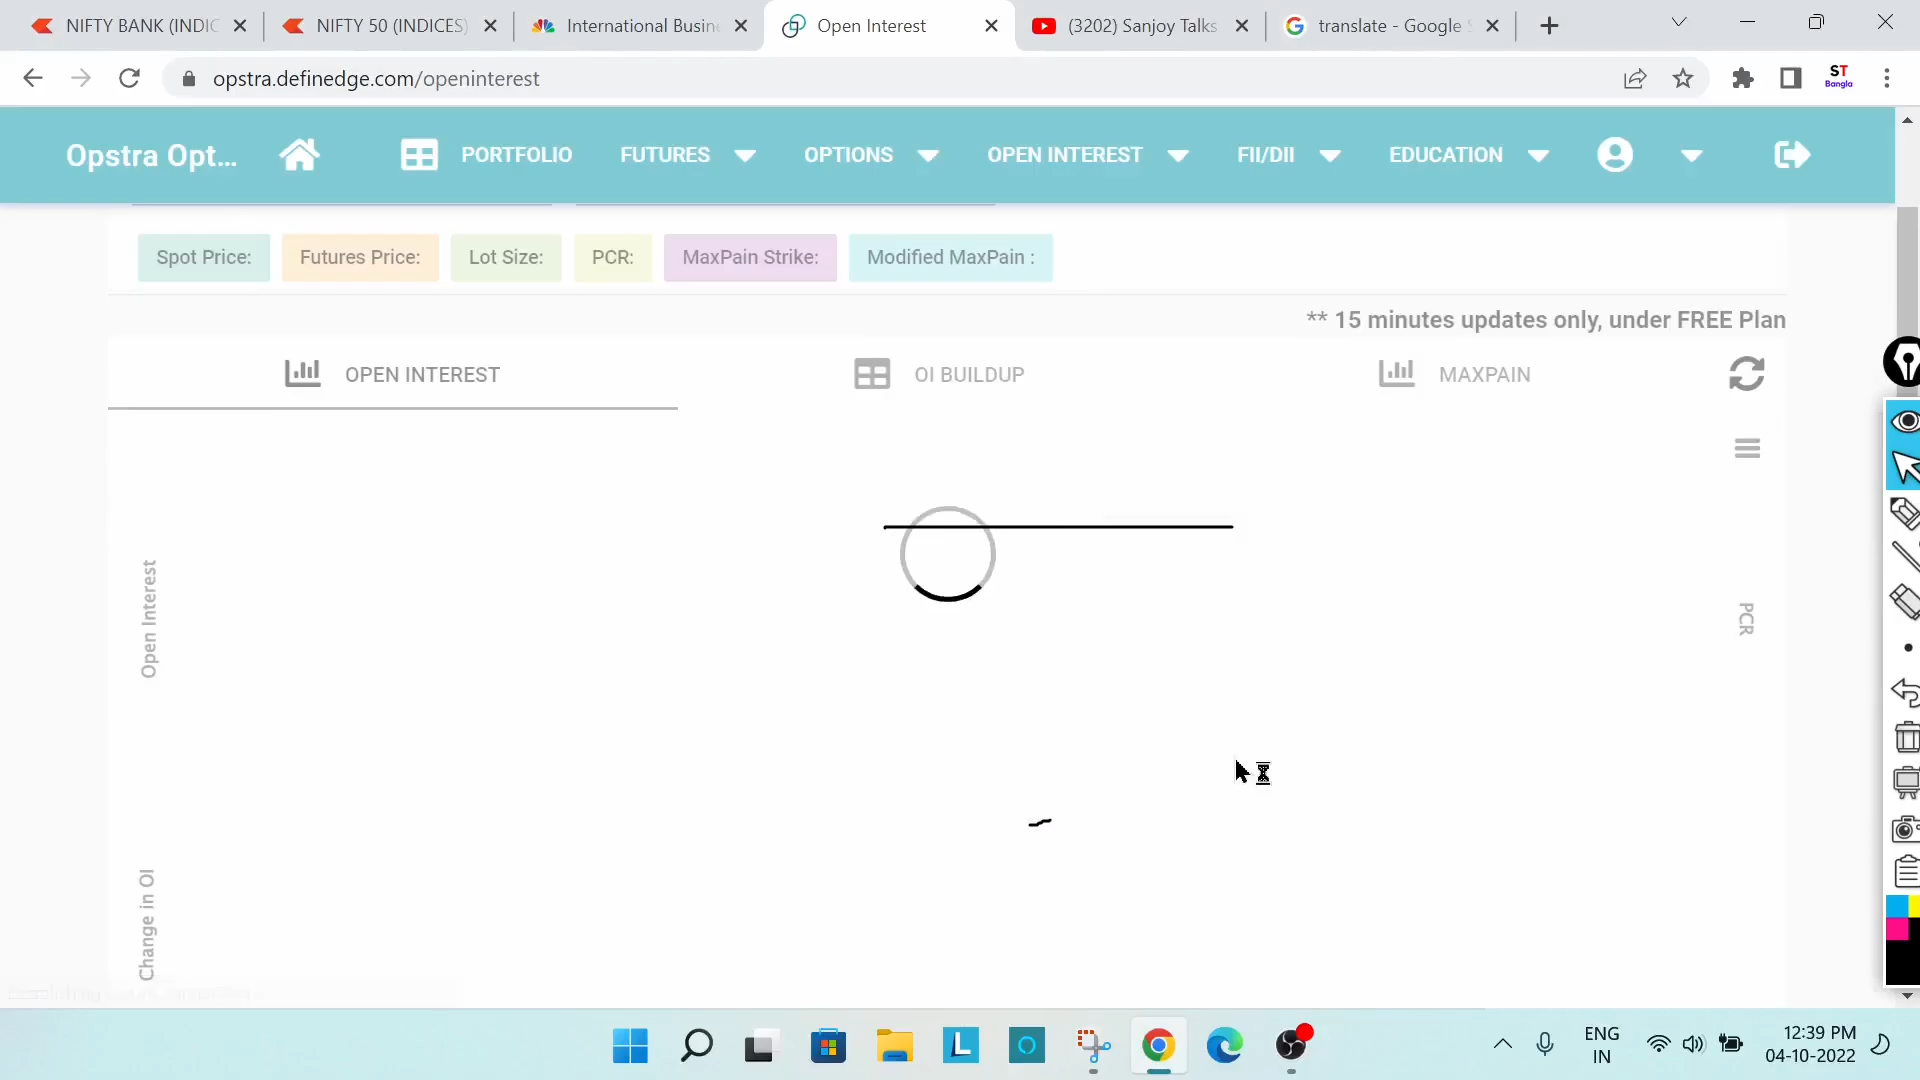 NIFTY BANK (INDIC
NIFTY 50 (INDICES)
International Busin
Open Interest
(3202) Sanjoy Talks
translate - Google S
opstra.definedge.com/openinterest
ST
Bangla
Opstra Opt...
PORTFOLIO
FUTURES
OPTIONS
OPEN INTEREST
FII/DII
EDUCATION
Spot Price:
Futures Price:
Lot Size:
PCR:
MaxPain Strike:
Modified MaxPain :
** 15 minutes updates only, under FREE Plan
OPEN INTEREST
OI BUILDUP
MAXPAIN
Open Interest
PCR
Change in OI
ENG
IN
12:39 PM
04-10-2022